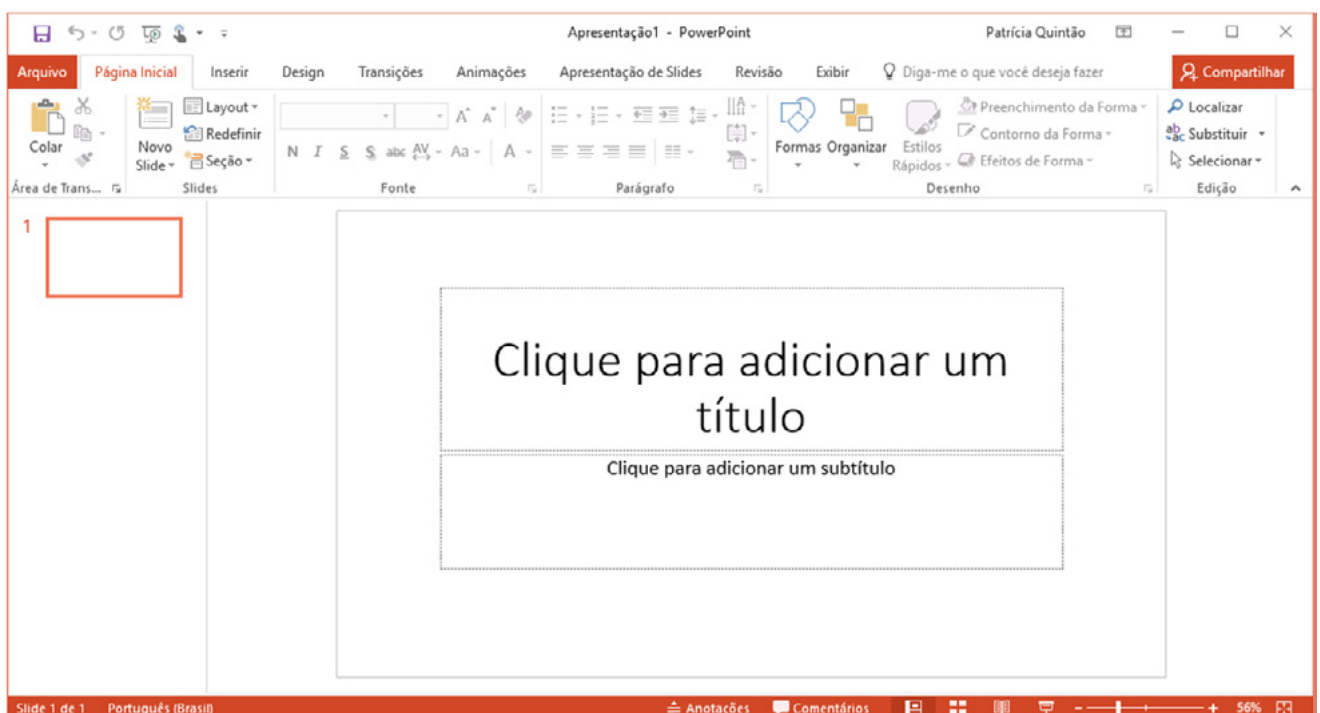 Apresentação1 - PowerPoint Patrícia Quintão
Arquivo Página Inicial Inserir Design Transições Animações Apresentação de Slides Revisão Exibir Diga-me o que você deseja fazer Compartilhar
Colar
Novo Slide
Layout
Redefinir
Seção
N I S S abc AV Aa A
A A
Formas Organizar Estilos Rápidos
Preenchimento da Forma
Contorno da Forma
Efeitos de Forma
Localizar
Substituir
Selecionar
Área de Trans... Slides Fonte Parágrafo Desenho Edição
1
Clique para adicionar um
título
Clique para adicionar um subtítulo
Slide 1 de 1 Português (Brasil) Anotações Comentários - + 56%